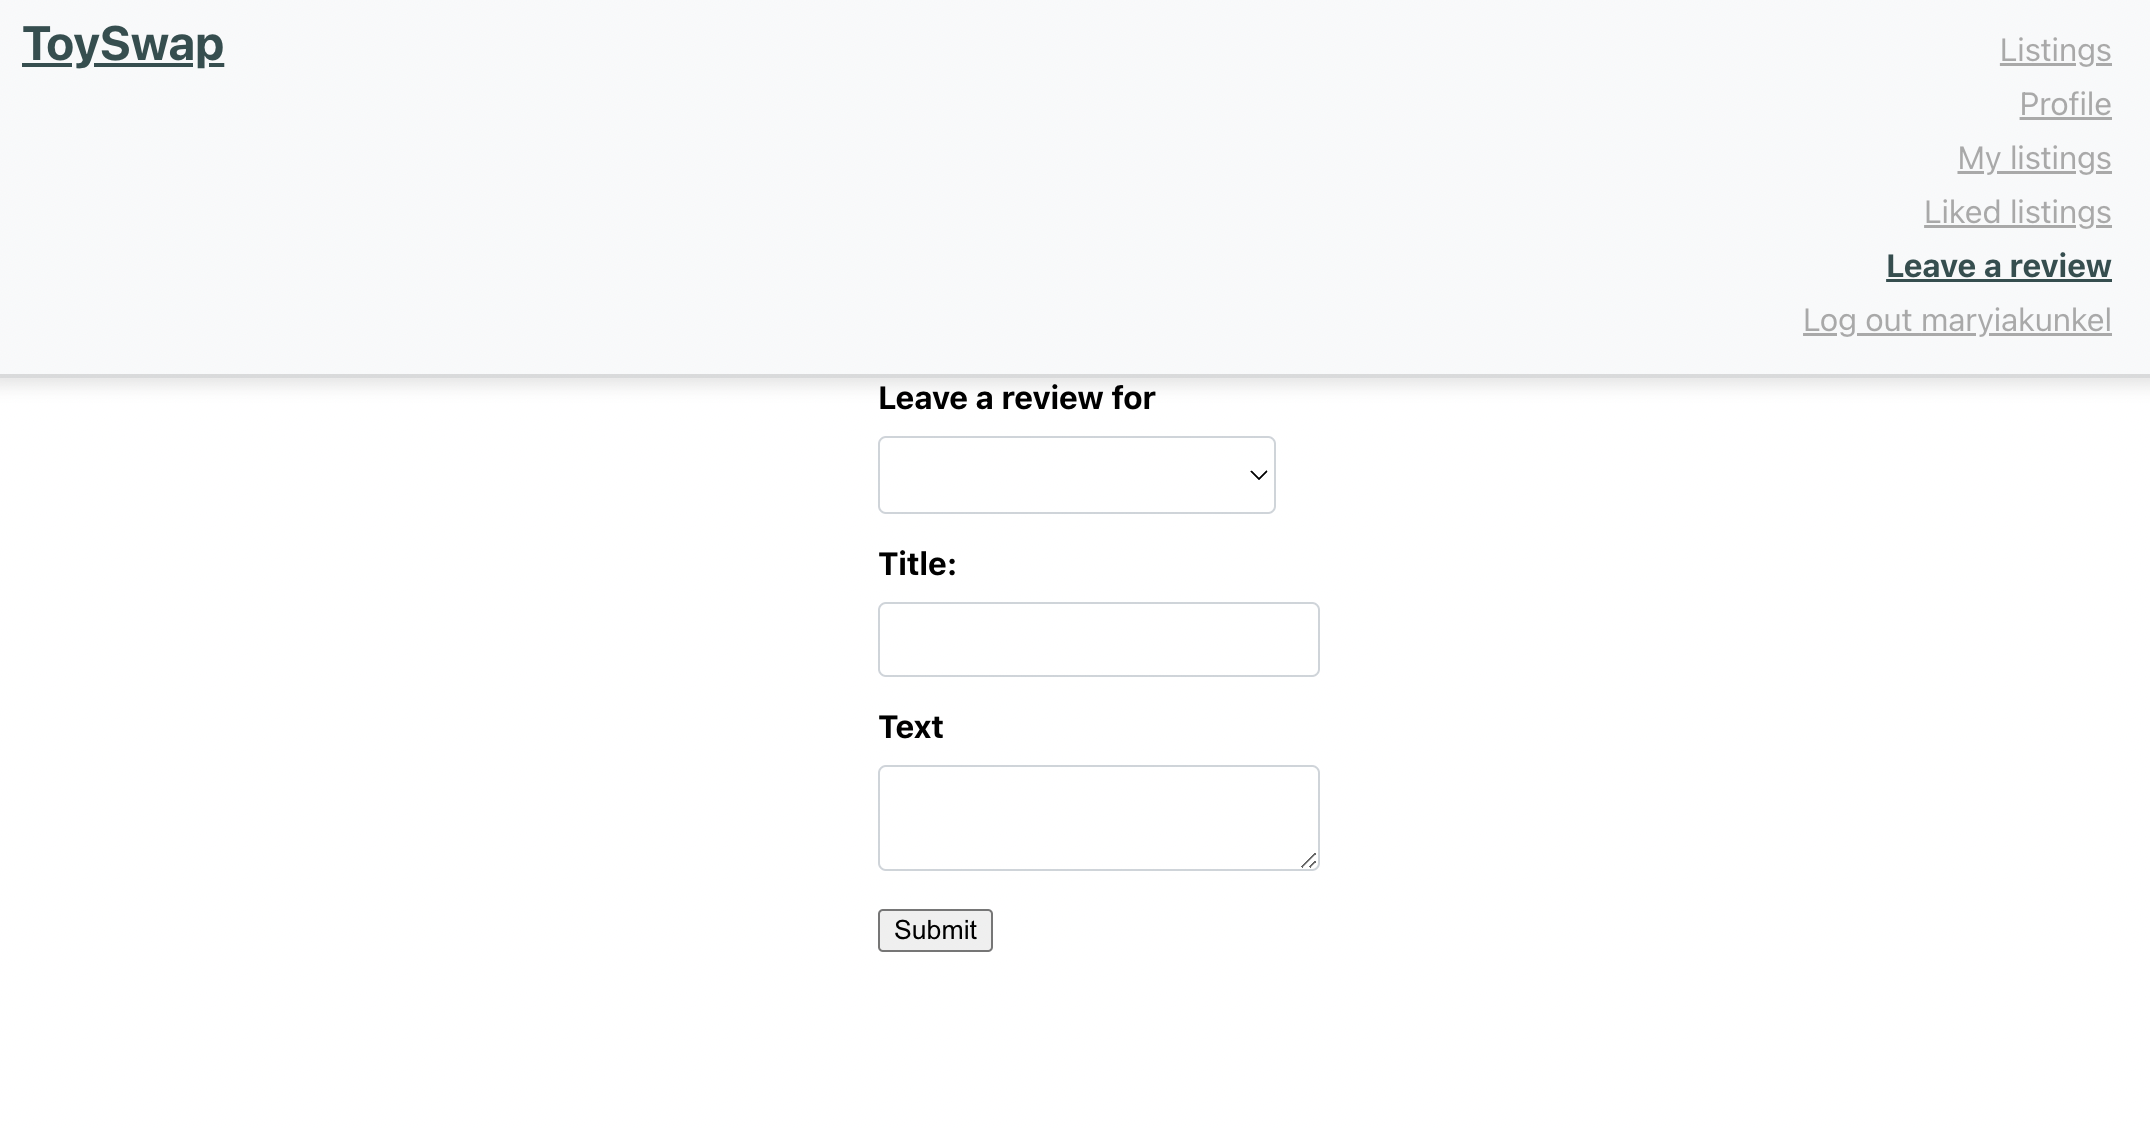 ToySwap
Listings
Profile
My listings
Liked listings
Leave a review
Log out maryiakunkel
Leave a review for
Title:
Text
Submit